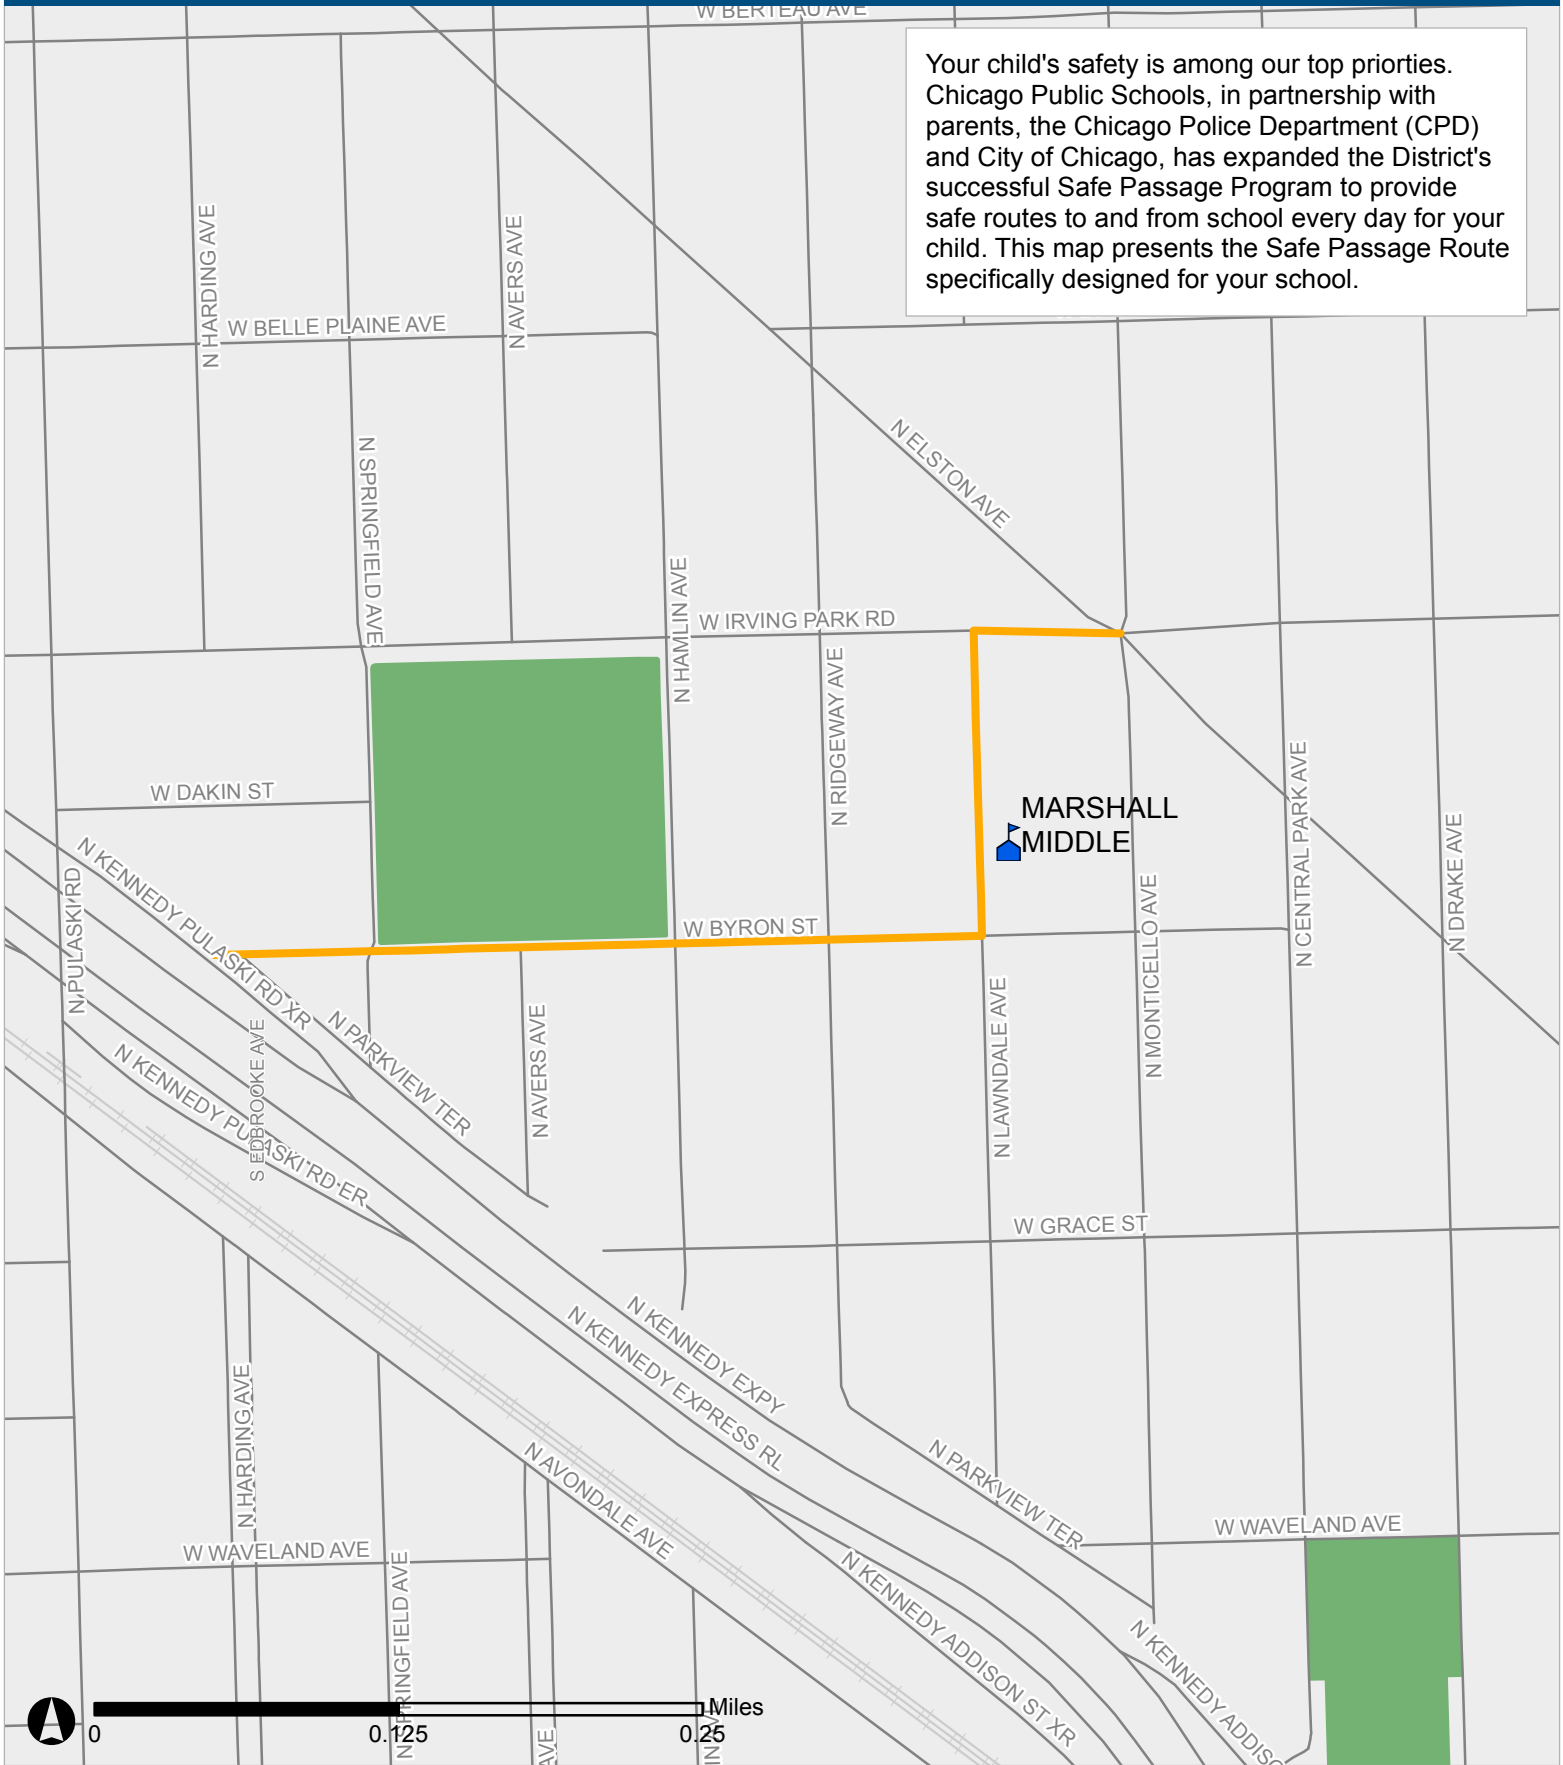 W BERTEAU AVE
Your child's safety is among our top priorties.
Chicago Public Schools, in partnership with
parents, the Chicago Police Department (CPD)
and City of Chicago, has expanded the District's
successful Safe Passage Program to provide
safe routes to and from school every day for your
child. This map presents the Safe Passage Route
specifically designed for your school.
N HARDING AVE
N AVERS AVE
W BELLE PLAINE AVE
N ELSTON AVE
N SPRINGFIELD AVE
N HAMLIN AVE
W IRVING PARK RD
N RIDGEWAY AVE
W DAKIN ST
MARSHALL
MIDDLE
N CENTRAL PARK AVE
N DRAKE AVE
N PULASKI RD
N KENNEDY PULASKI RD XR
W BYRON ST
N MONTICELLO AVE
N LAWNDALE AVE
N PARKVIEW TER
N AVERS AVE
S EDBROOKE AVE
N KENNEDY PULASKI RD ER
W GRACE ST
N KENNEDY EXPY
N KENNEDY EXPRESS RL
N HARDING AVE
N AVONDALE AVE
N PARKVIEW TER
W WAVELAND AVE
W WAVELAND AVE
N SPRINGFIELD AVE
N KENNEDY ADDISON ST XR
N KENNEDY ADDISO
Miles
0
0.125
0.25
AVE